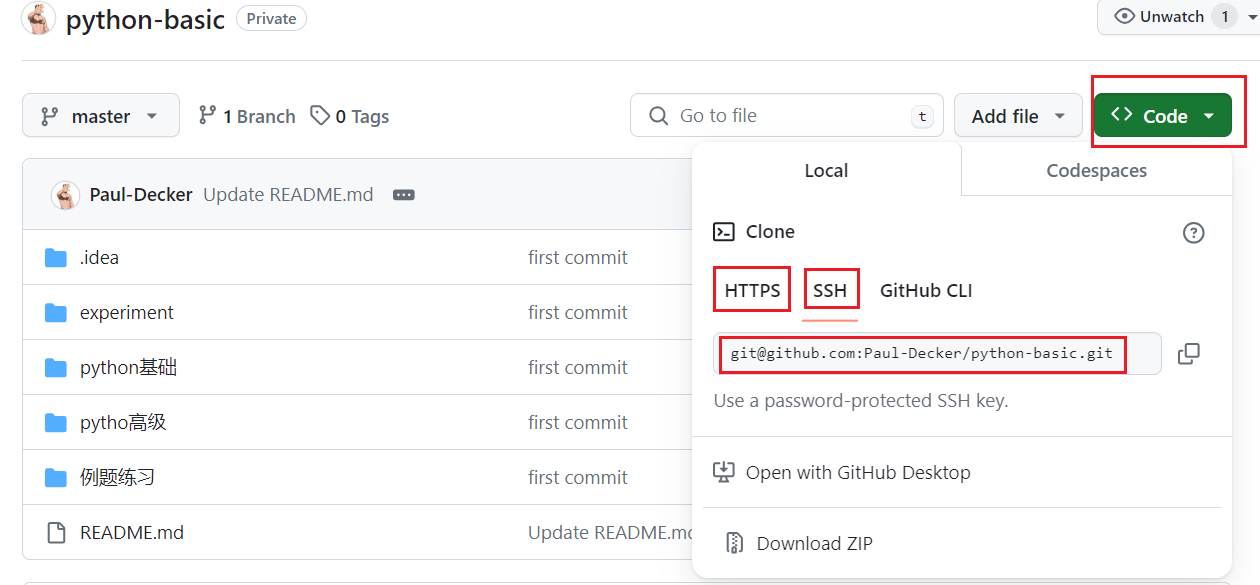 python-basic Private Unwatch 1
master 1 Branch 0 Tags Go to file t Add file Code
Local Codespaces
Paul-Decker Update README.md
Clone
.idea first commit
HTTPS SSH GitHub CLI
experiment first commit
git@github.com:Paul-Decker/python-basic.git
python基础 first commit
Use a password-protected SSH key.
pytho高级 first commit
Open with GitHub Desktop
例题练习 first commit
README.md Update README.md
Download ZIP